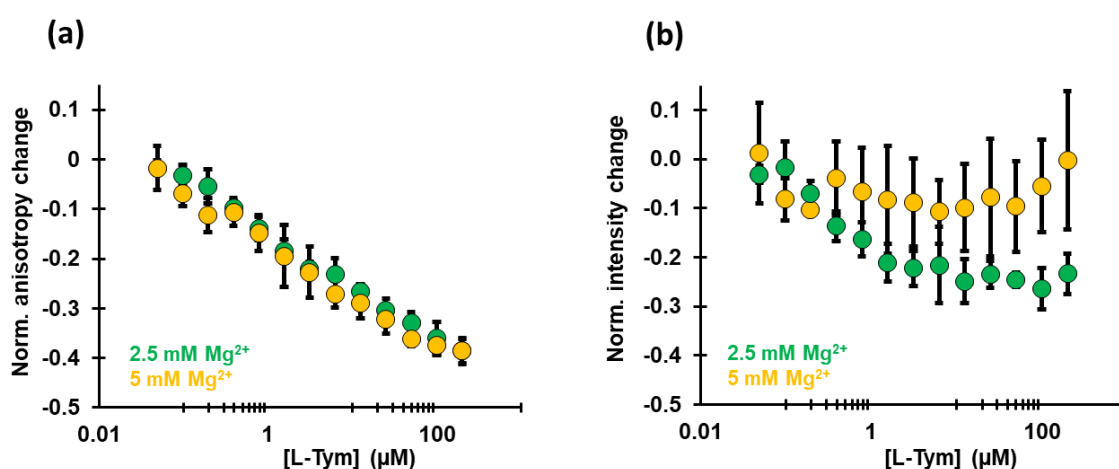 (a)
Norm. anisotropy change
0.1
0
-0.1
-0.2
-0.3
-0.4
-0.5
2.5 mM Mg²⁺
5 mM Mg²⁺
0.01
1
100
[L-Tym] (µM)
(b)
Norm. intensity change
0.1
0.0
-0.1
-0.2
-0.3
-0.4
-0.5
2.5 mM Mg²⁺
5 mM Mg²⁺
0.01
1
100
[L-Tym] (µM)